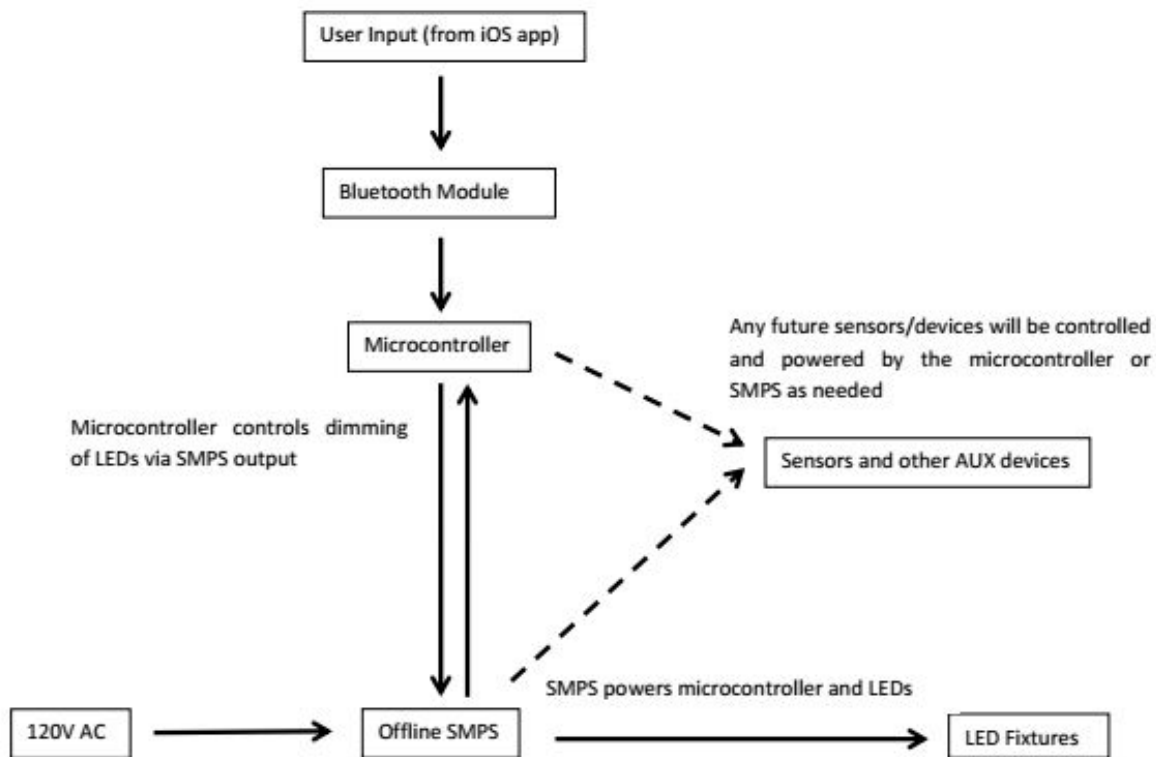 User Input (from iOS app)
Bluetooth Module
Microcontroller
Any future sensors/devices will be controlled
and powered by the microcontroller or
SMPS as needed
Microcontroller controls dimming
of LEDs via SMPS output
Sensors and other AUX devices
SMPS powers microcontroller and LEDs
120V AC
Offline SMPS
LED Fixtures